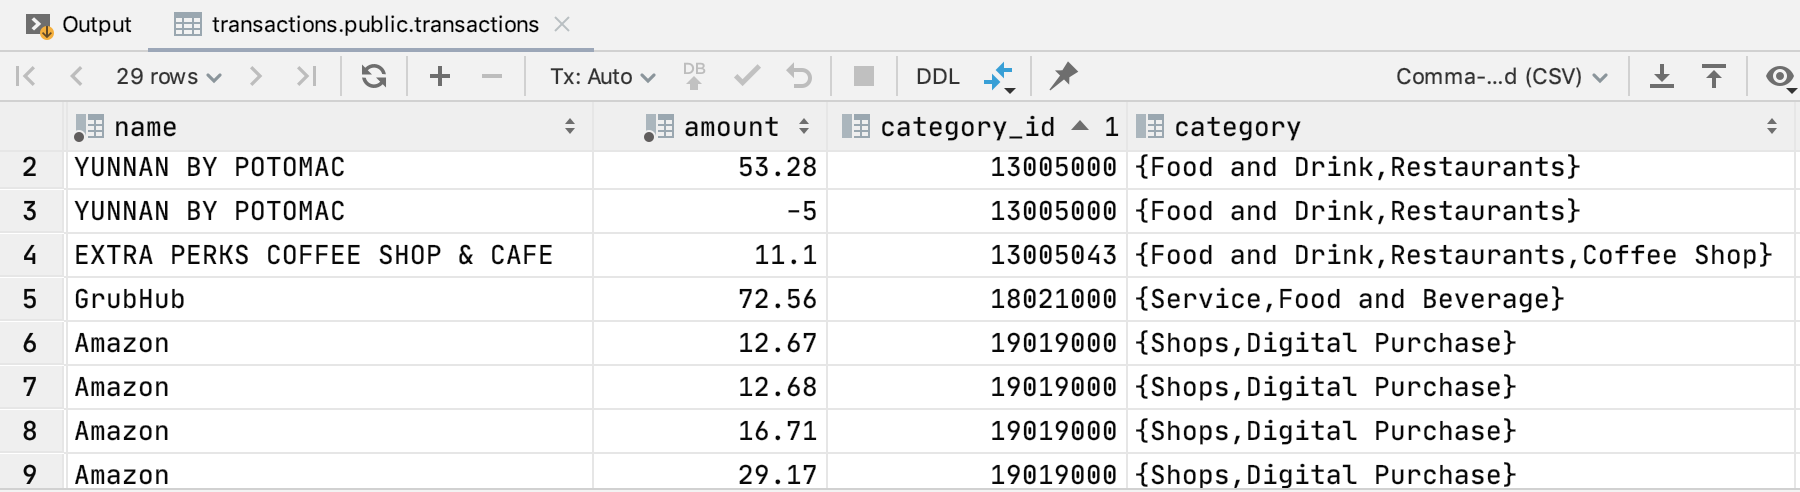 Output transactions.public.transactions
29 rows Tx: Auto DB DDL Comma-...d (CSV)
name amount category_id 1 category
2 YUNNAN BY POTOMAC 53.28 13005000 {Food and Drink,Restaurants}
3 YUNNAN BY POTOMAC -5 13005000 {Food and Drink,Restaurants}
4 EXTRA PERKS COFFEE SHOP & CAFE 11.1 13005043 {Food and Drink,Restaurants,Coffee Shop}
5 GrubHub 72.56 18021000 {Service,Food and Beverage}
6 Amazon 12.67 19019000 {Shops,Digital Purchase}
7 Amazon 12.68 19019000 {Shops,Digital Purchase}
8 Amazon 16.71 19019000 {Shops,Digital Purchase}
9 Amazon 29.17 19019000 {Shops,Digital Purchase}